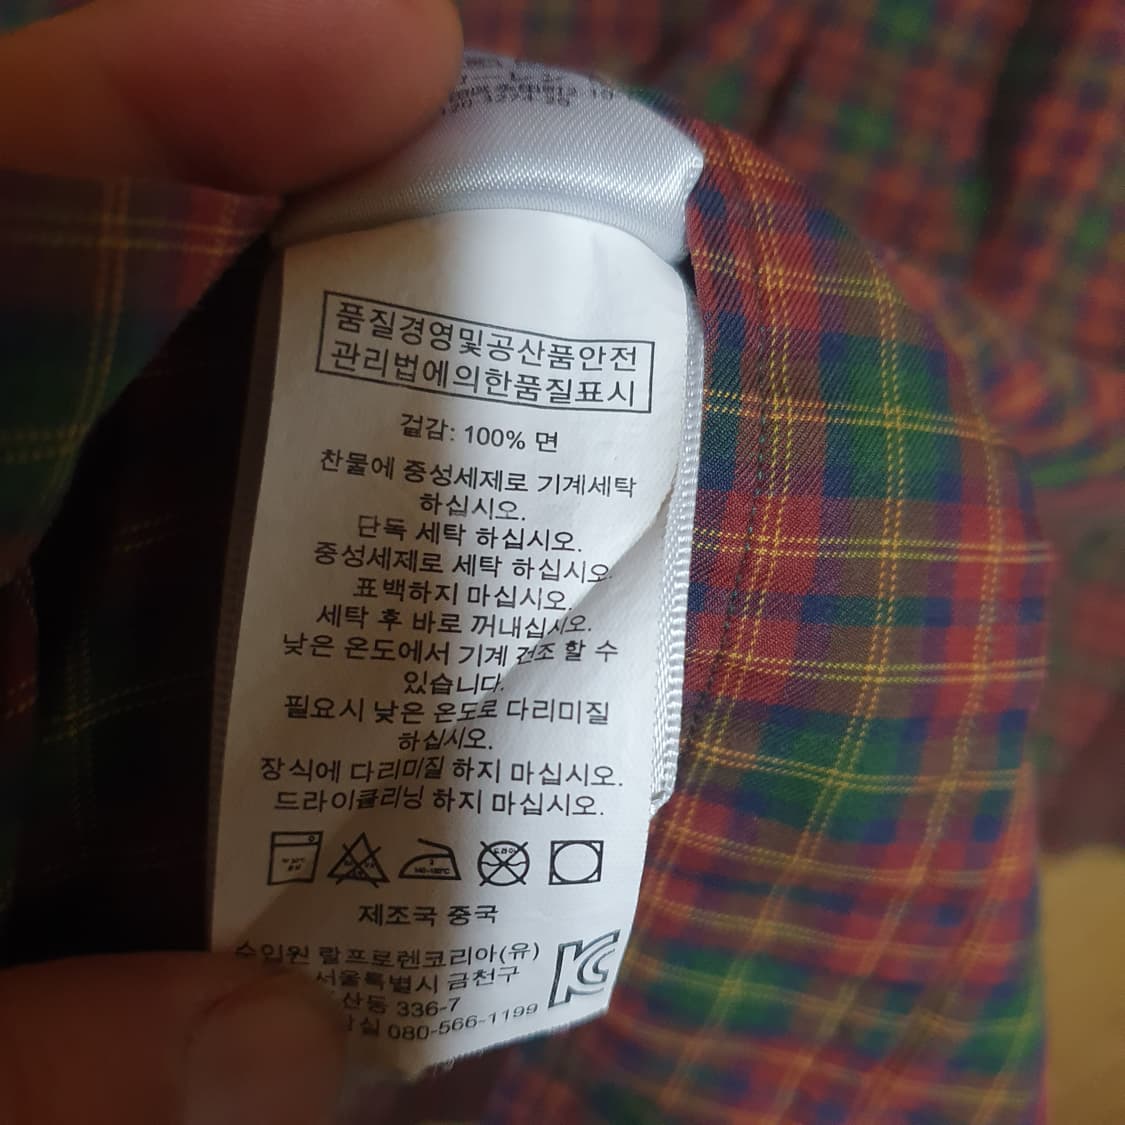 품질경영및공산품안전
관리법에의한품질표시
겉감: 100% 면
찬물에 중성세제로 기계세탁
하십시오.
단독 세탁 하십시오.
중성세제로 세탁 하십시오.
표백하지 마십시오.
세탁 후 바로 꺼내십시오.
낮은 온도에서 기계 건조 할 수
있습니다.
필요시 낮은 온도로 다리미질
하십시오.
장식에 다리미질 하지 마십시오.
드라이클리닝 하지 마십시오.
제조국 중국
수입원 랄프로렌코리아(유)
서울특별시 금천구
336-7
080-566-1199